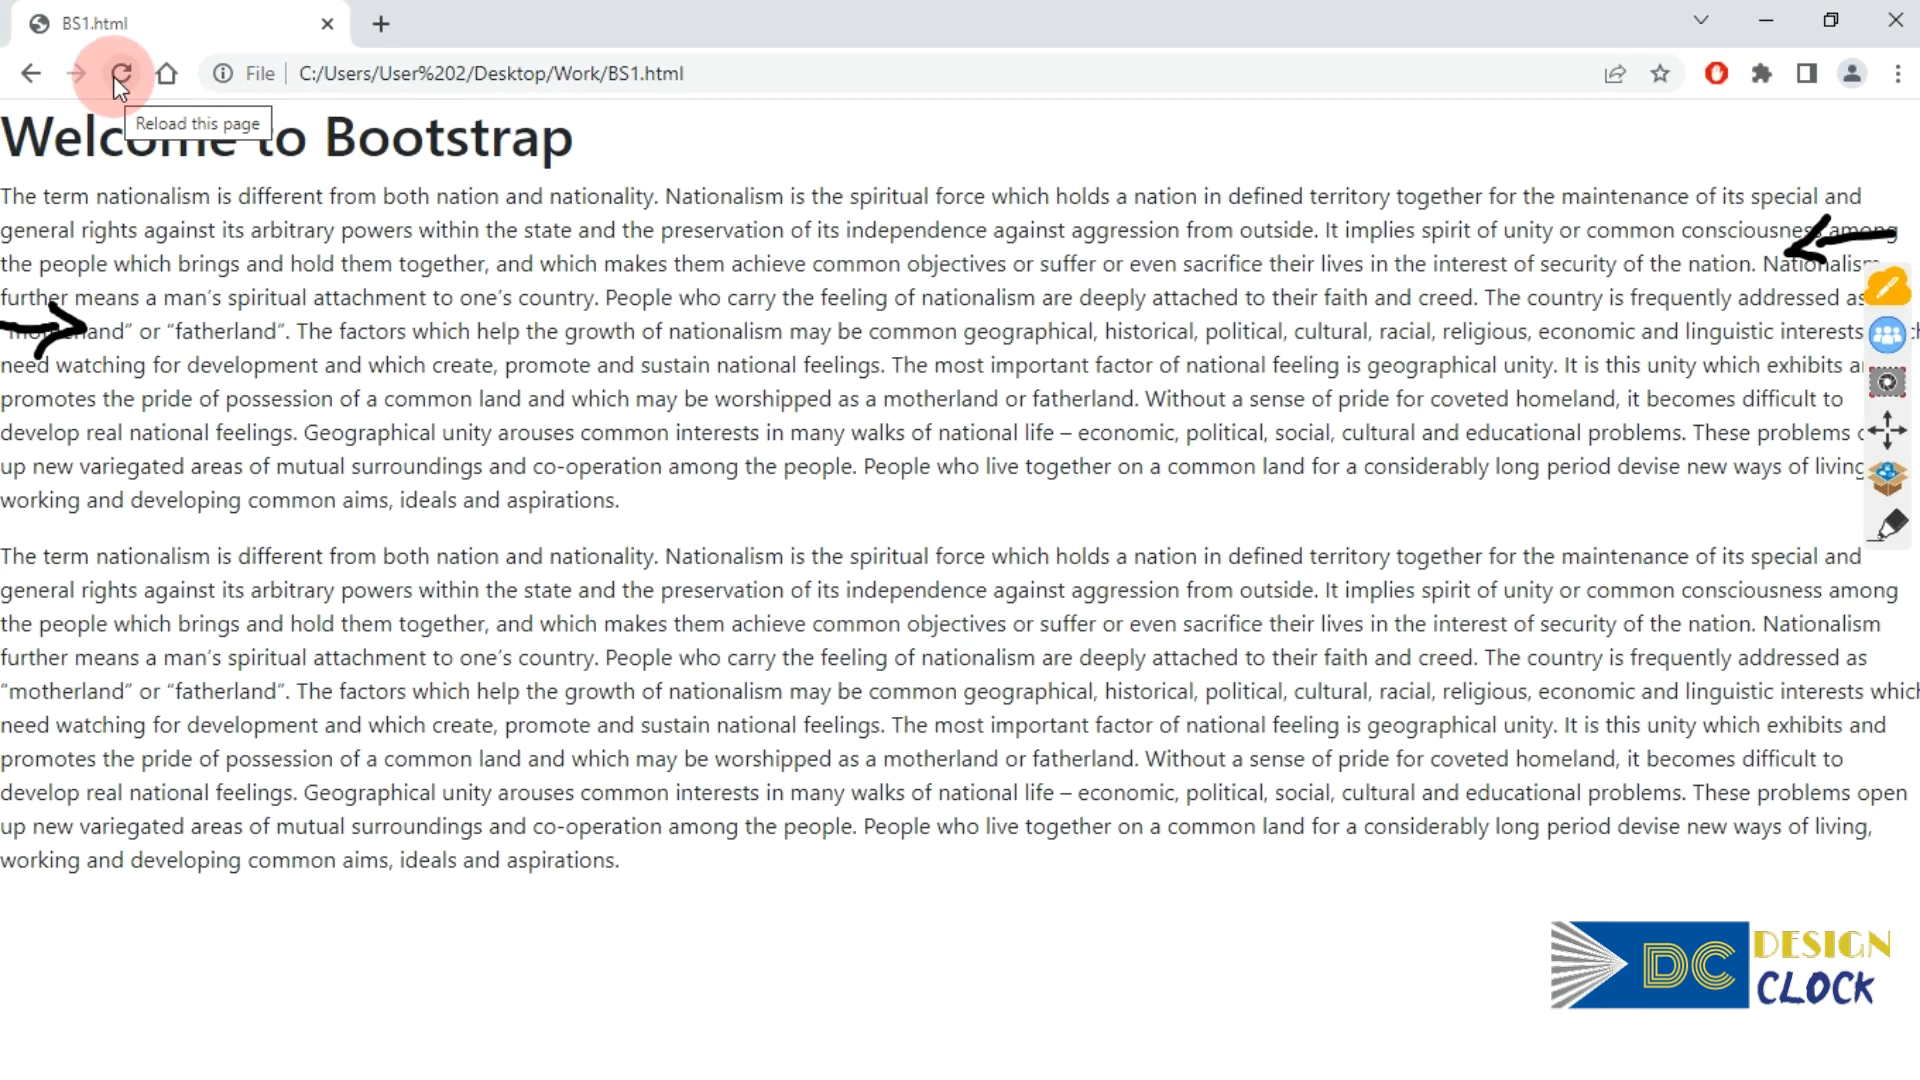 BS1.html
File
C:/Users/User%202/Desktop/Work/BS1.html
Reload this page
Welcome to Bootstrap
The term nationalism is different from both nation and nationality. Nationalism is the spiritual force which holds a nation in defined territory together for the maintenance of its special and
general rights against its arbitrary powers within the state and the preservation of its independence against aggression from outside. It implies spirit of unity or common consciousness among
the people which brings and hold them together, and which makes them achieve common objectives or suffer or even sacrifice their lives in the interest of security of the nation. Nationalism
further means a man’s spiritual attachment to one’s country. People who carry the feeling of nationalism are deeply attached to their faith and creed. The country is frequently addressed as
“motherland” or “fatherland”. The factors which help the growth of nationalism may be common geographical, historical, political, cultural, racial, religious, economic and linguistic interests
need watching for development and which create, promote and sustain national feelings. The most important factor of national feeling is geographical unity. It is this unity which exhibits
promotes the pride of possession of a common land and which may be worshipped as a motherland or fatherland. Without a sense of pride for coveted homeland, it becomes difficult to
develop real national feelings. Geographical unity arouses common interests in many walks of national life – economic, political, social, cultural and educational problems. These problems
up new variegated areas of mutual surroundings and co-operation among the people. People who live together on a common land for a considerably long period devise new ways of living
working and developing common aims, ideals and aspirations.
The term nationalism is different from both nation and nationality. Nationalism is the spiritual force which holds a nation in defined territory together for the maintenance of its special and
general rights against its arbitrary powers within the state and the preservation of its independence against aggression from outside. It implies spirit of unity or common consciousness among
the people which brings and hold them together, and which makes them achieve common objectives or suffer or even sacrifice their lives in the interest of security of the nation. Nationalism
further means a man’s spiritual attachment to one’s country. People who carry the feeling of nationalism are deeply attached to their faith and creed. The country is frequently addressed as
“motherland” or “fatherland”. The factors which help the growth of nationalism may be common geographical, historical, political, cultural, racial, religious, economic and linguistic interests which
need watching for development and which create, promote and sustain national feelings. The most important factor of national feeling is geographical unity. It is this unity which exhibits and
promotes the pride of possession of a common land and which may be worshipped as a motherland or fatherland. Without a sense of pride for coveted homeland, it becomes difficult to
develop real national feelings. Geographical unity arouses common interests in many walks of national life – economic, political, social, cultural and educational problems. These problems open
up new variegated areas of mutual surroundings and co-operation among the people. People who live together on a common land for a considerably long period devise new ways of living,
working and developing common aims, ideals and aspirations.
DC
DESIGN
CLOCK